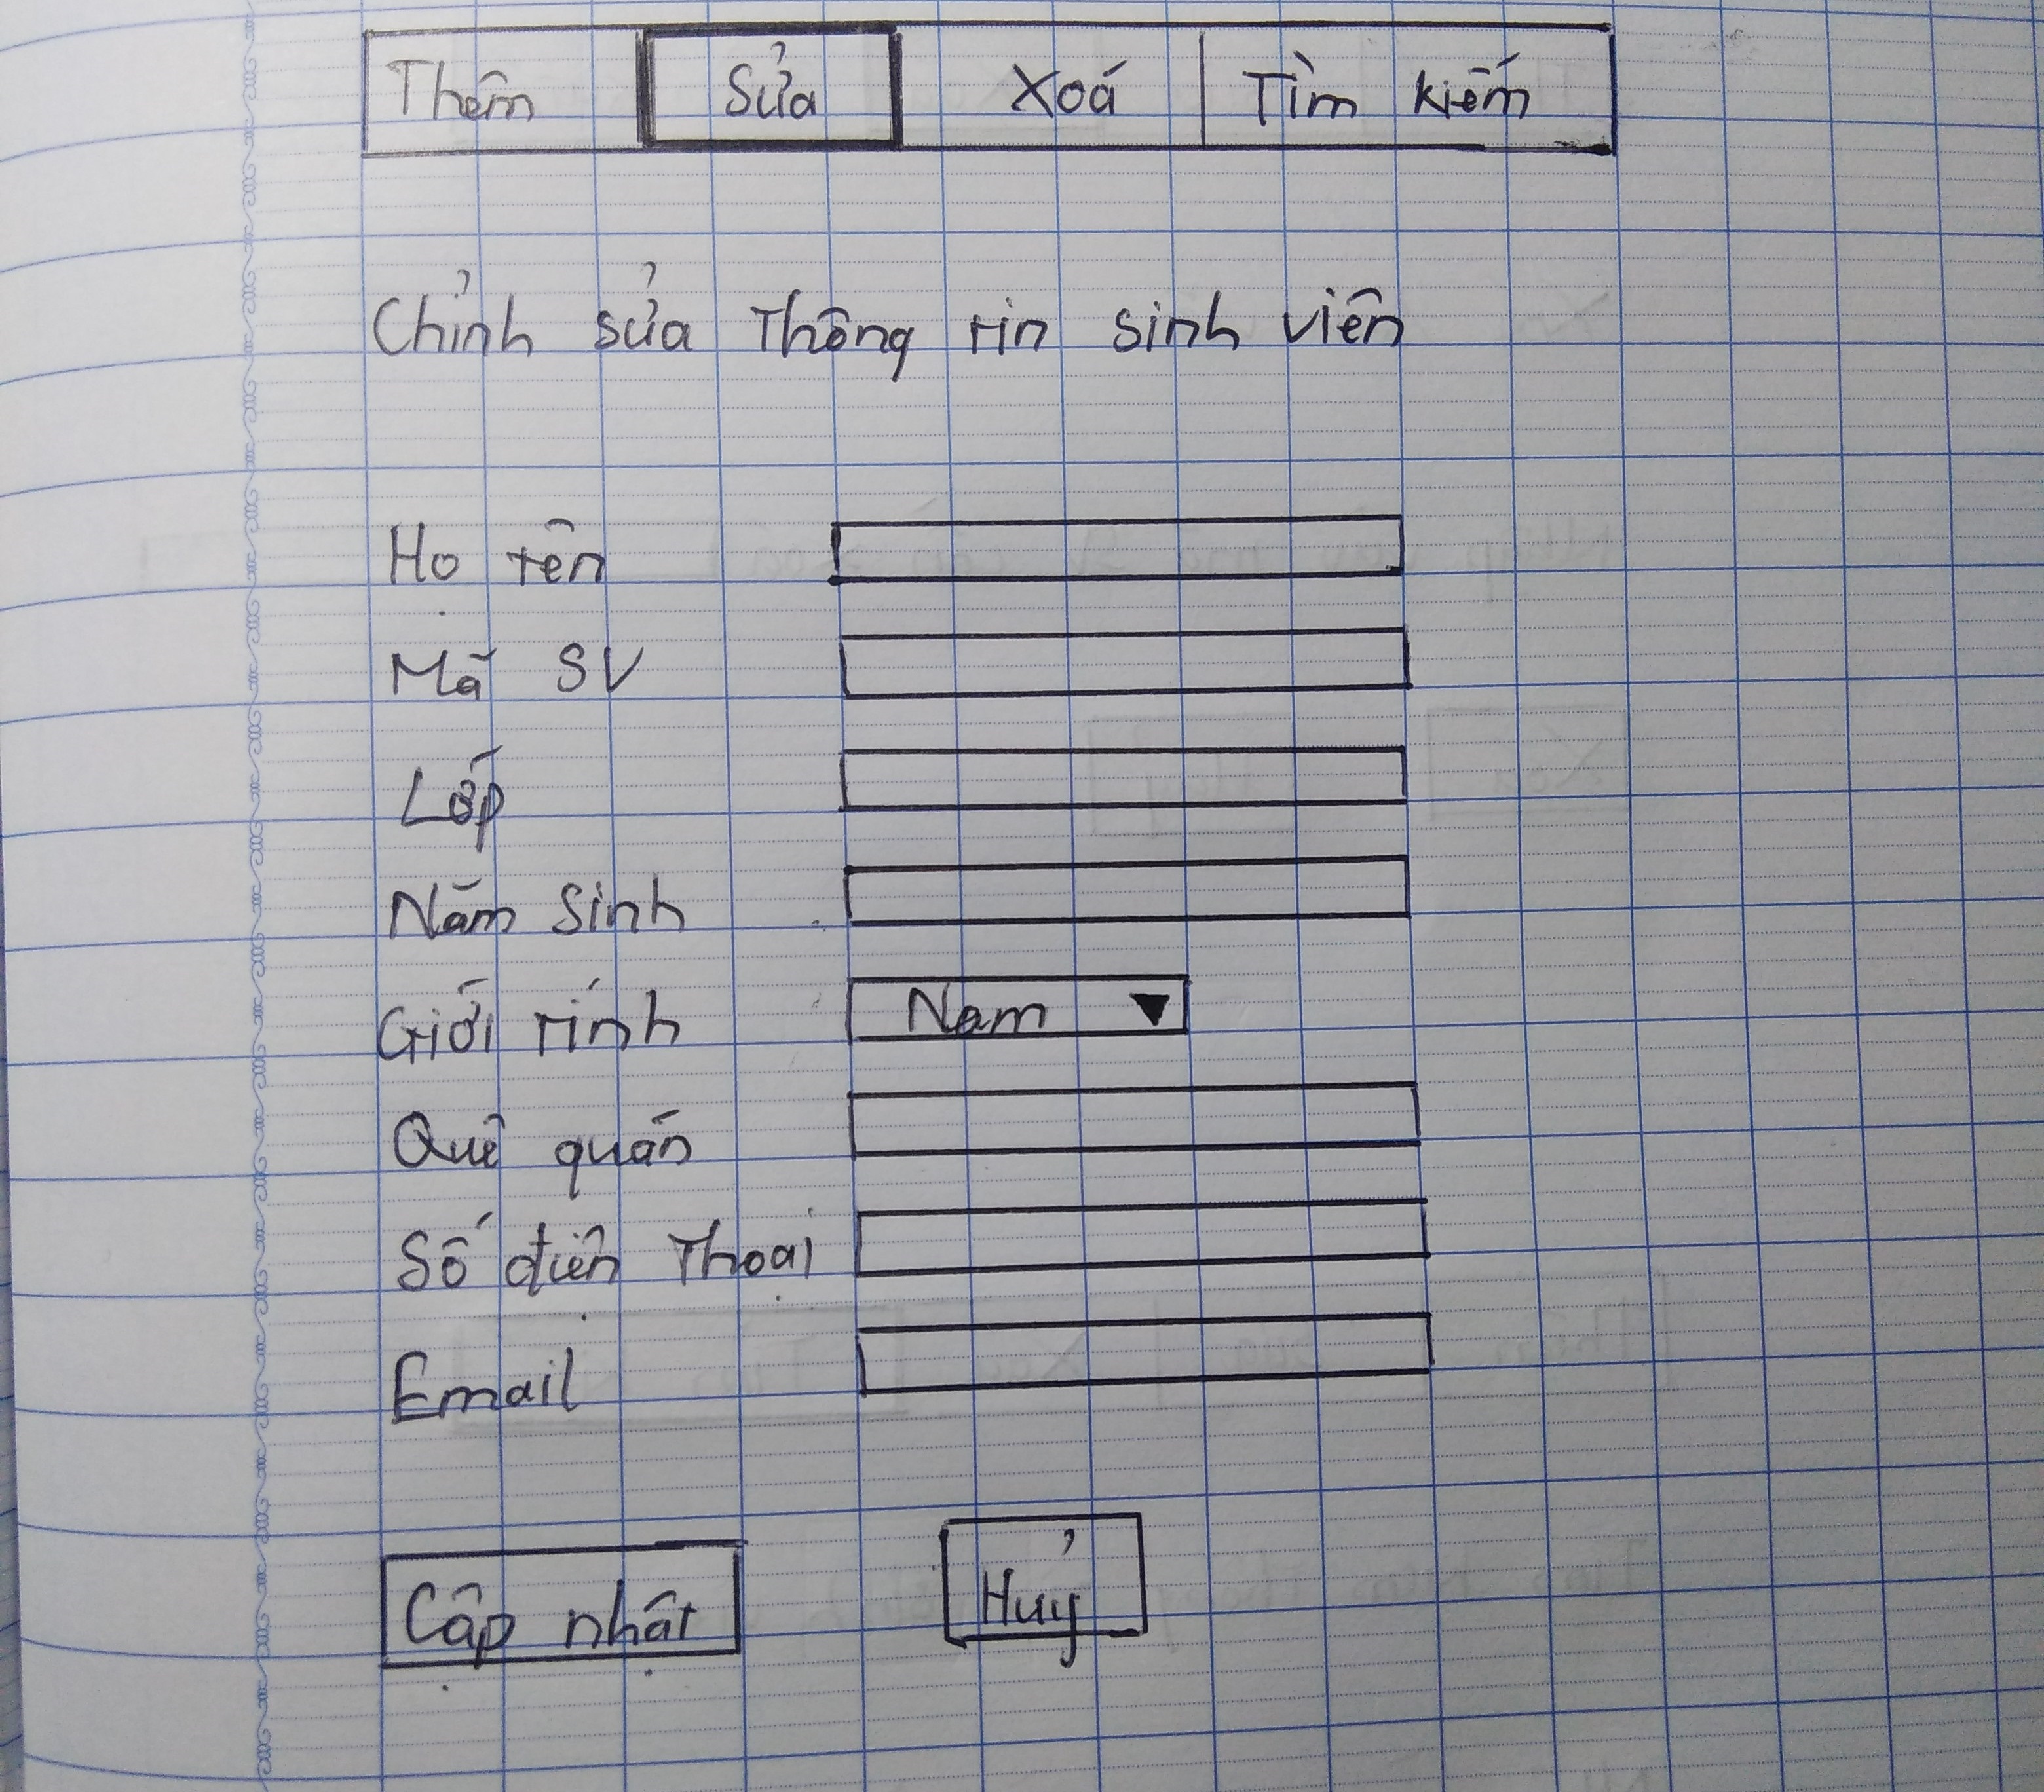 Thêm Sửa Xoá Tìm kiếm
Chỉnh sửa Thông tin sinh viên
Họ tên
Mã SV
Lớp
Năm Sinh
Giới tính Nam
Quê quán
Số điện Thoại
Email
Cập nhật Huỷ